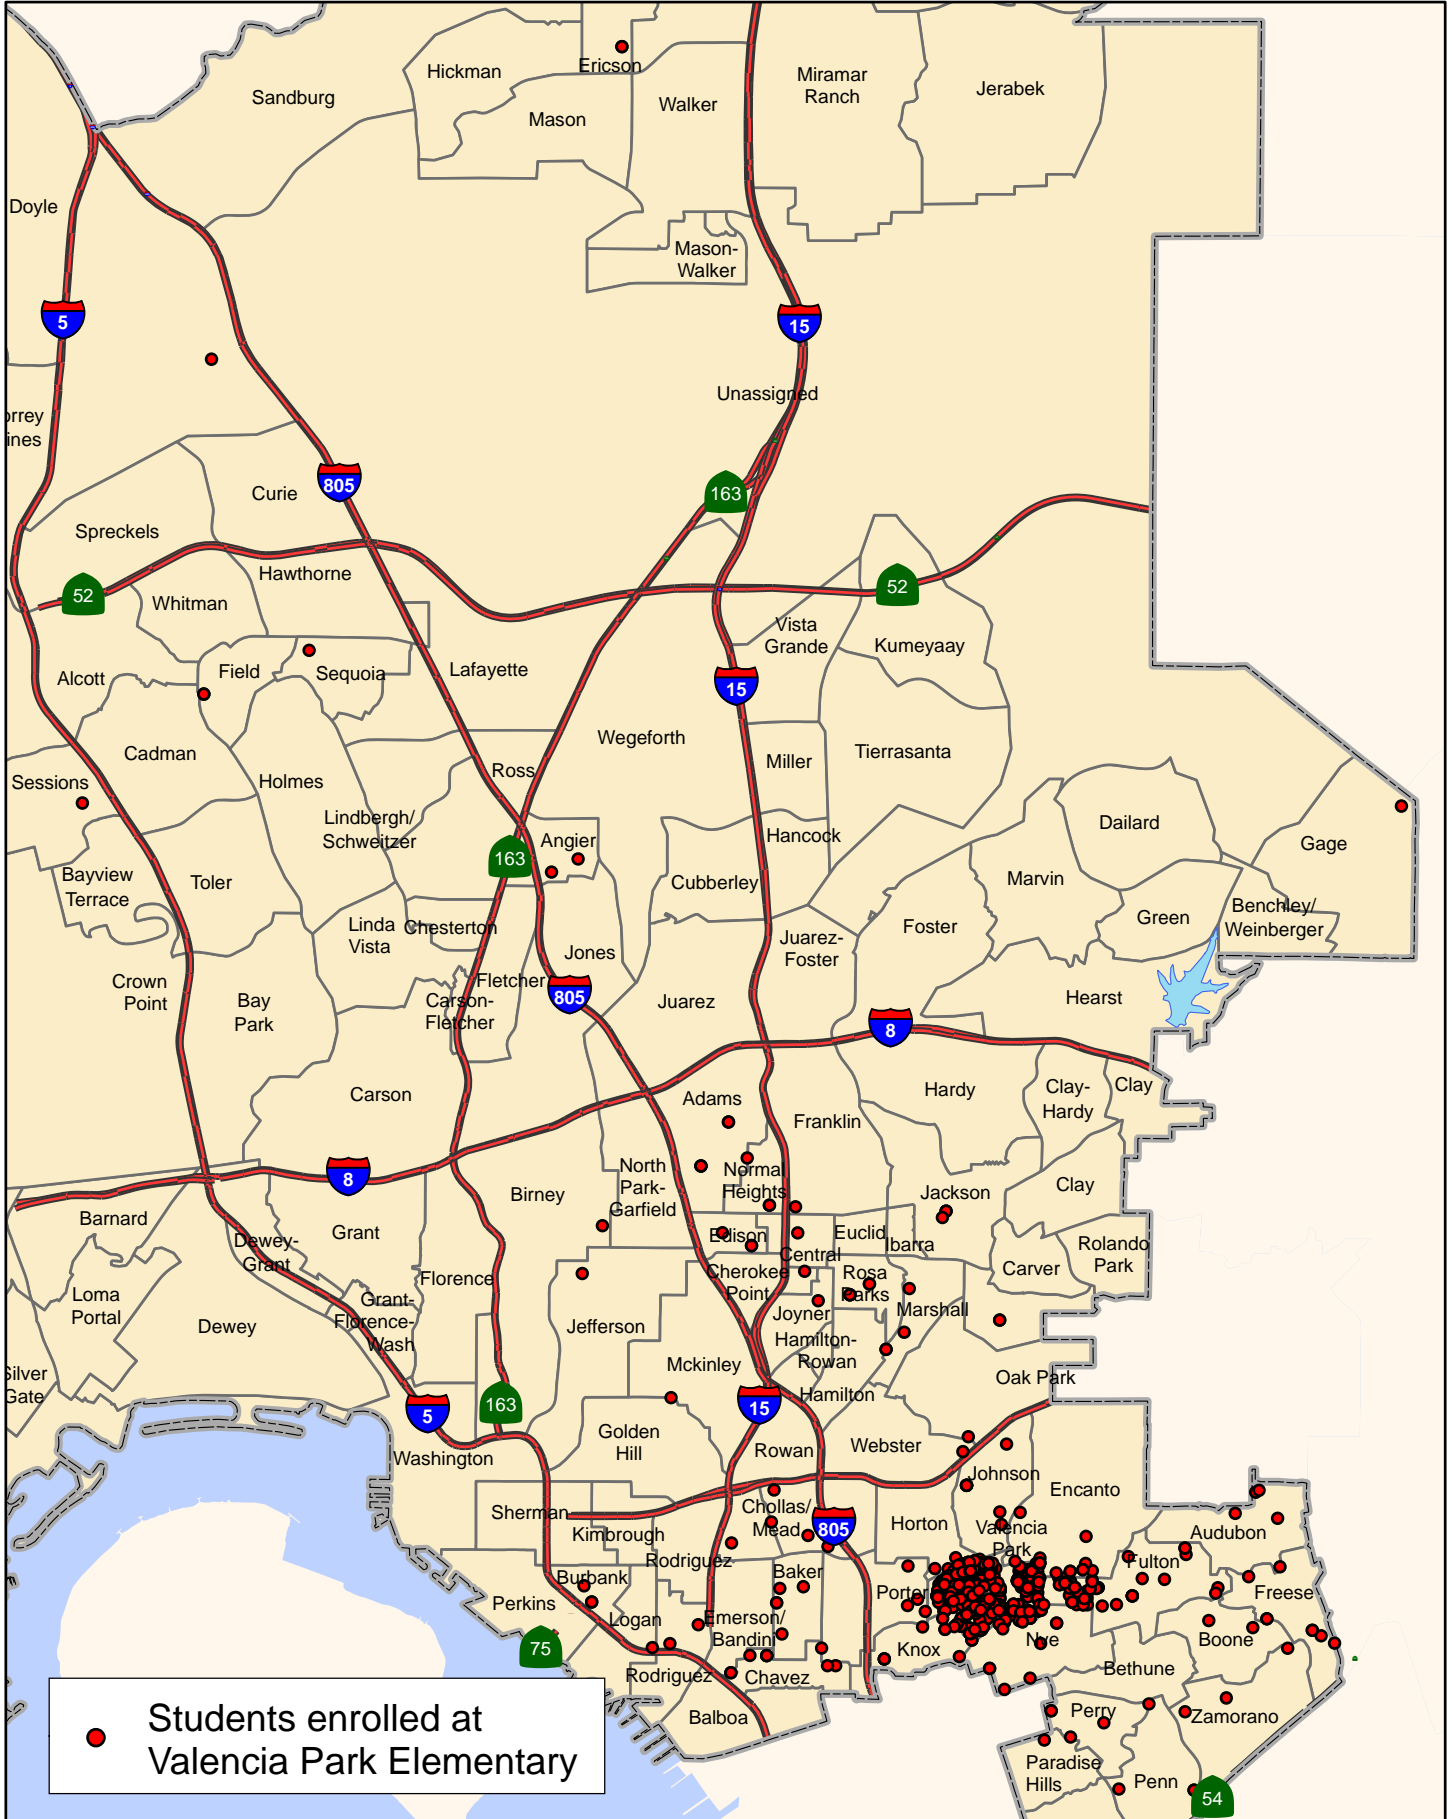 Ericson
Hickman
Sandburg
Mason
Walker
Miramar
Ranch
Jerabek
Doyle
Mason-
Walker
5
15
Unassigned
orrey
ines
805
Curie
163
Spreckels
52
Hawthorne
Whitman
52
Vista
Grande
Kumeyaay
Alcott
Field
Sequoia
Lafayette
15
Cadman
Wegeforth
Miller
Tierrasanta
Sessions
Holmes
Ross
Lindbergh/
Schweitzer
Angier
163
Hancock
Dailard
Gage
Bayview
Terrace
Toler
Cubberley
Marvin
Green
Benchley/
Weinberger
Linda
Vista
Chesterton
Foster
Juarez-
Foster
Jones
Crown
Point
Bay
Park
Fletcher
Carson-
Fletcher
805
Juarez
Hearst
8
Carson
Adams
Franklin
Hardy
Clay-
Hardy
Clay
8
Birney
North
Park-
Garfield
Normal
Heights
Jackson
Clay
Barnard
Grant
Dewey-
Grant
Edison
Central
Euclid
Ibarra
Rolando
Park
Carver
Florence
Cherokee
Point
Rosa
Parks
Loma
Portal
Dewey
Grant-
Florence-
Wash
Jefferson
Joyner
Marshall
Hamilton-
Rowan
Mckinley
Silver
Gate
Oak Park
Hamilton
5
163
15
Washington
Golden
Hill
Rowan
Webster
Johnson
Encanto
Sherman
Kimbrough
Chollas/
Mead
805
Horton
Valencia
Park
Audubon
Rodriguez
Fulton
Burbank
Baker
Porter
Freese
Perkins
Logan
Emerson/
Bandini
Knox
Nye
Boone
75
Rodriguez
Chavez
Bethune
Balboa
Perry
Zamorano
Paradise
Hills
Penn
54
Students enrolled at
Valencia Park Elementary